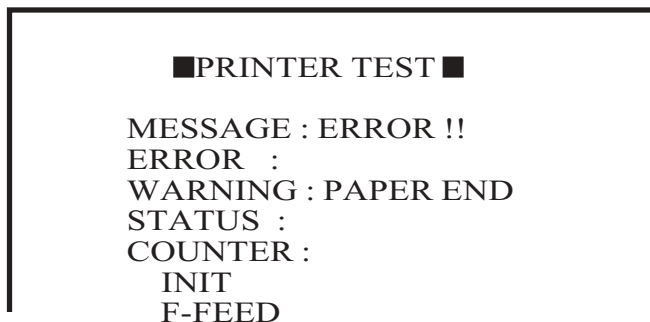 ■PRINTER TEST■
MESSAGE : ERROR !!
ERROR :
WARNING : PAPER END
STATUS :
COUNTER :
INIT
F-FEED